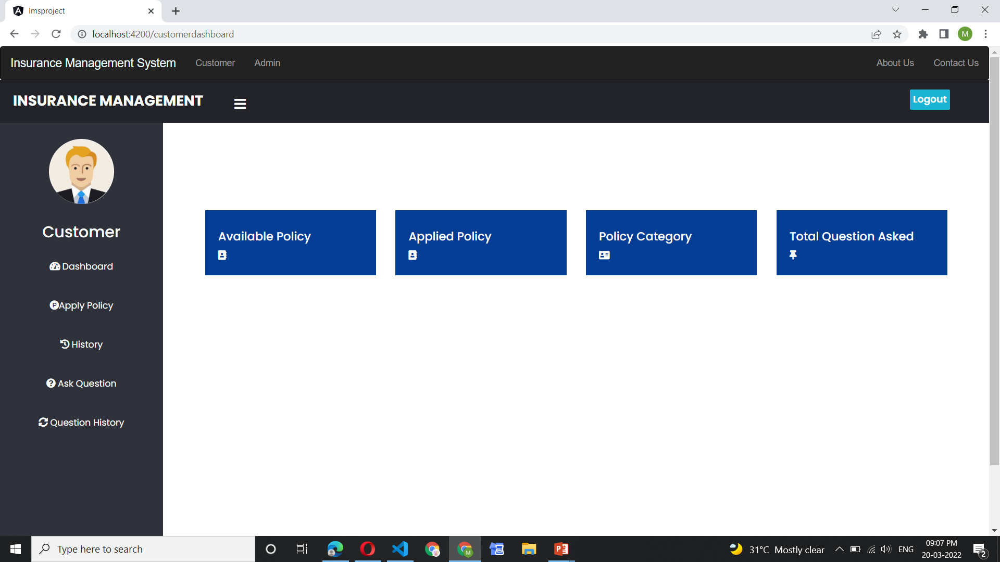 Imsproject
localhost:4200/customerdashboard
M
Insurance Management System Customer Admin About Us Contact Us
INSURANCE MANAGEMENT Logout
Customer
Dashboard
Apply Policy
History
Ask Question
Question History
Available Policy
Applied Policy
Policy Category
Total Question Asked
Type here to search
31°C Mostly clear
ENG
09:07 PM
20-03-2022
2